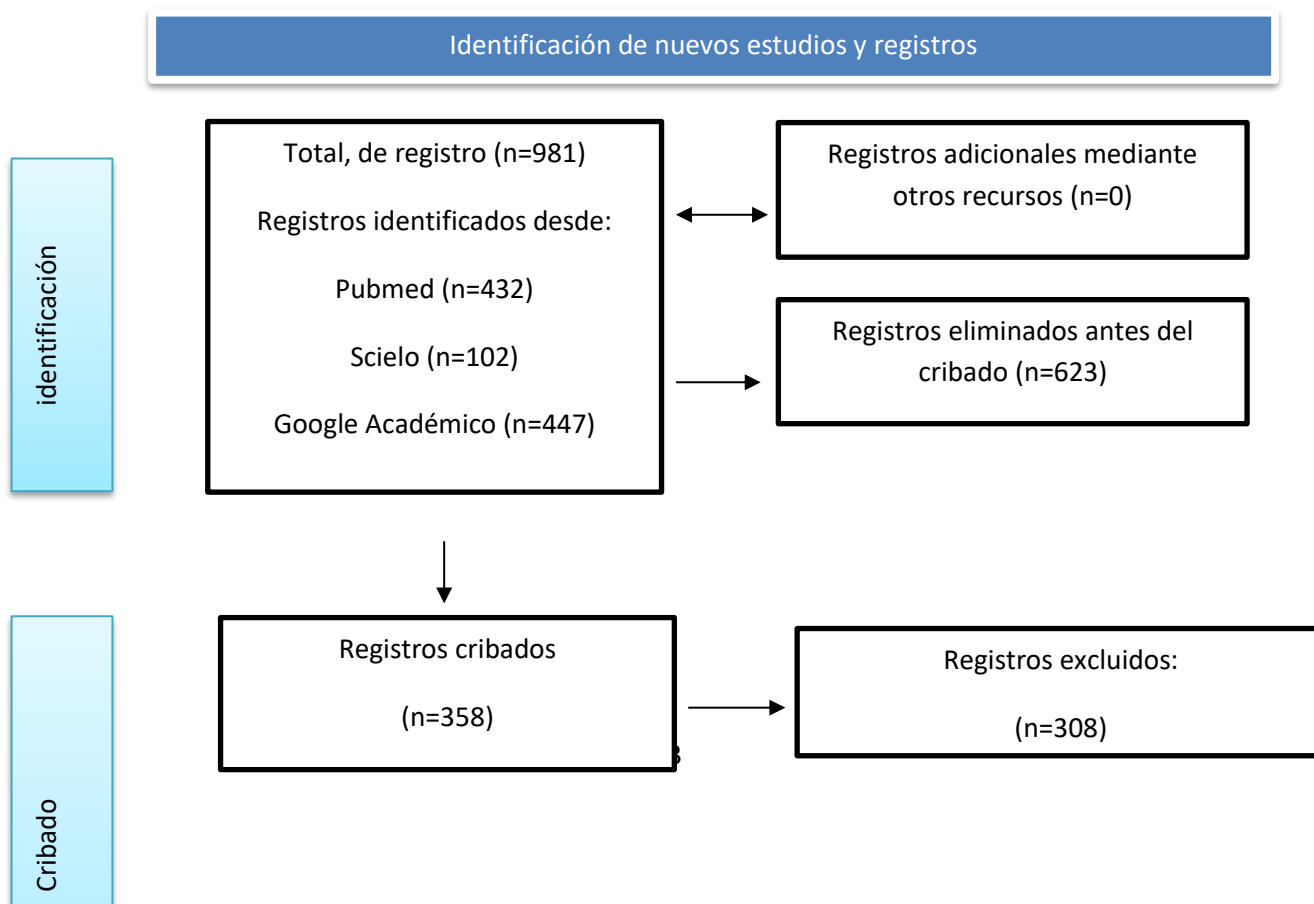 Identificación de nuevos estudios y registros
identificación
Total, de registro (n=981)
Registros identificados desde:
Pubmed (n=432)
Scielo (n=102)
Google Académico (n=447)
Registros adicionales mediante
otros recursos (n=0)
Registros eliminados antes del
cribado (n=623)
Cribado
Registros cribados
(n=358)
Registros excluidos:
(n=308)